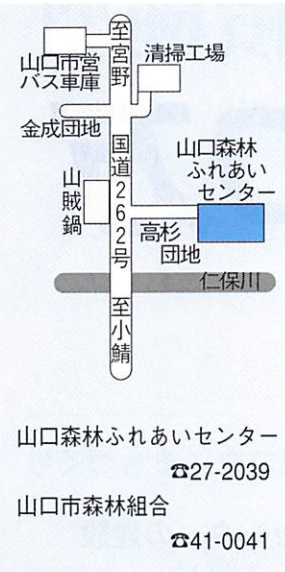 至宮野
山口市営
バス車庫
清掃工場
金成団地
国道262号
山口森林
ふれあい
センター
山賊鍋
高杉
団地
仁保川
至小鯖
山口森林ふれあいセンター
☎27-2039
山口市森林組合
☎41-0041